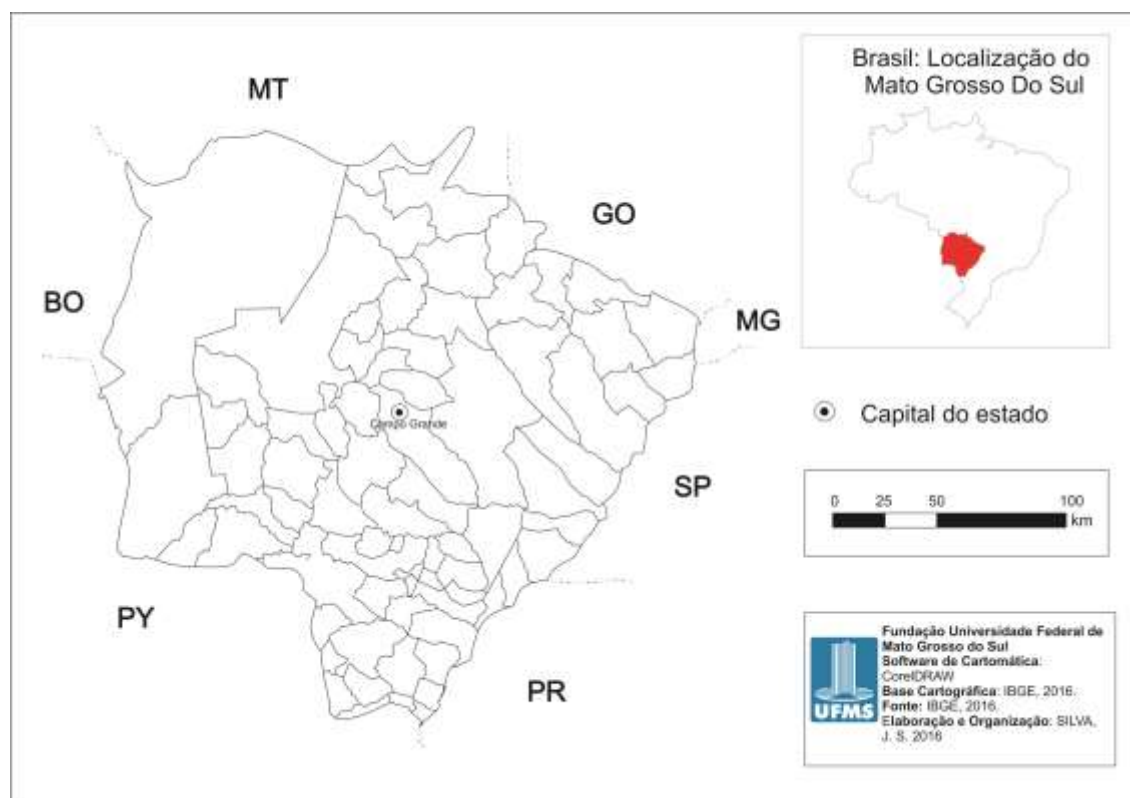 MT
GO
BO
MG
SP
PY
PR
Campo Grande
Brasil: Localização do
Mato Grosso Do Sul
Capital do estado
0 25 50 100
km
UFMS
Fundação Universidade Federal de
Mato Grosso do Sul
Software de Cartomática:
CorelDRAW
Base Cartográfica: IBGE, 2016.
Fonte: IBGE, 2016.
Elaboração e Organização: SILVA,
J. S. 2016